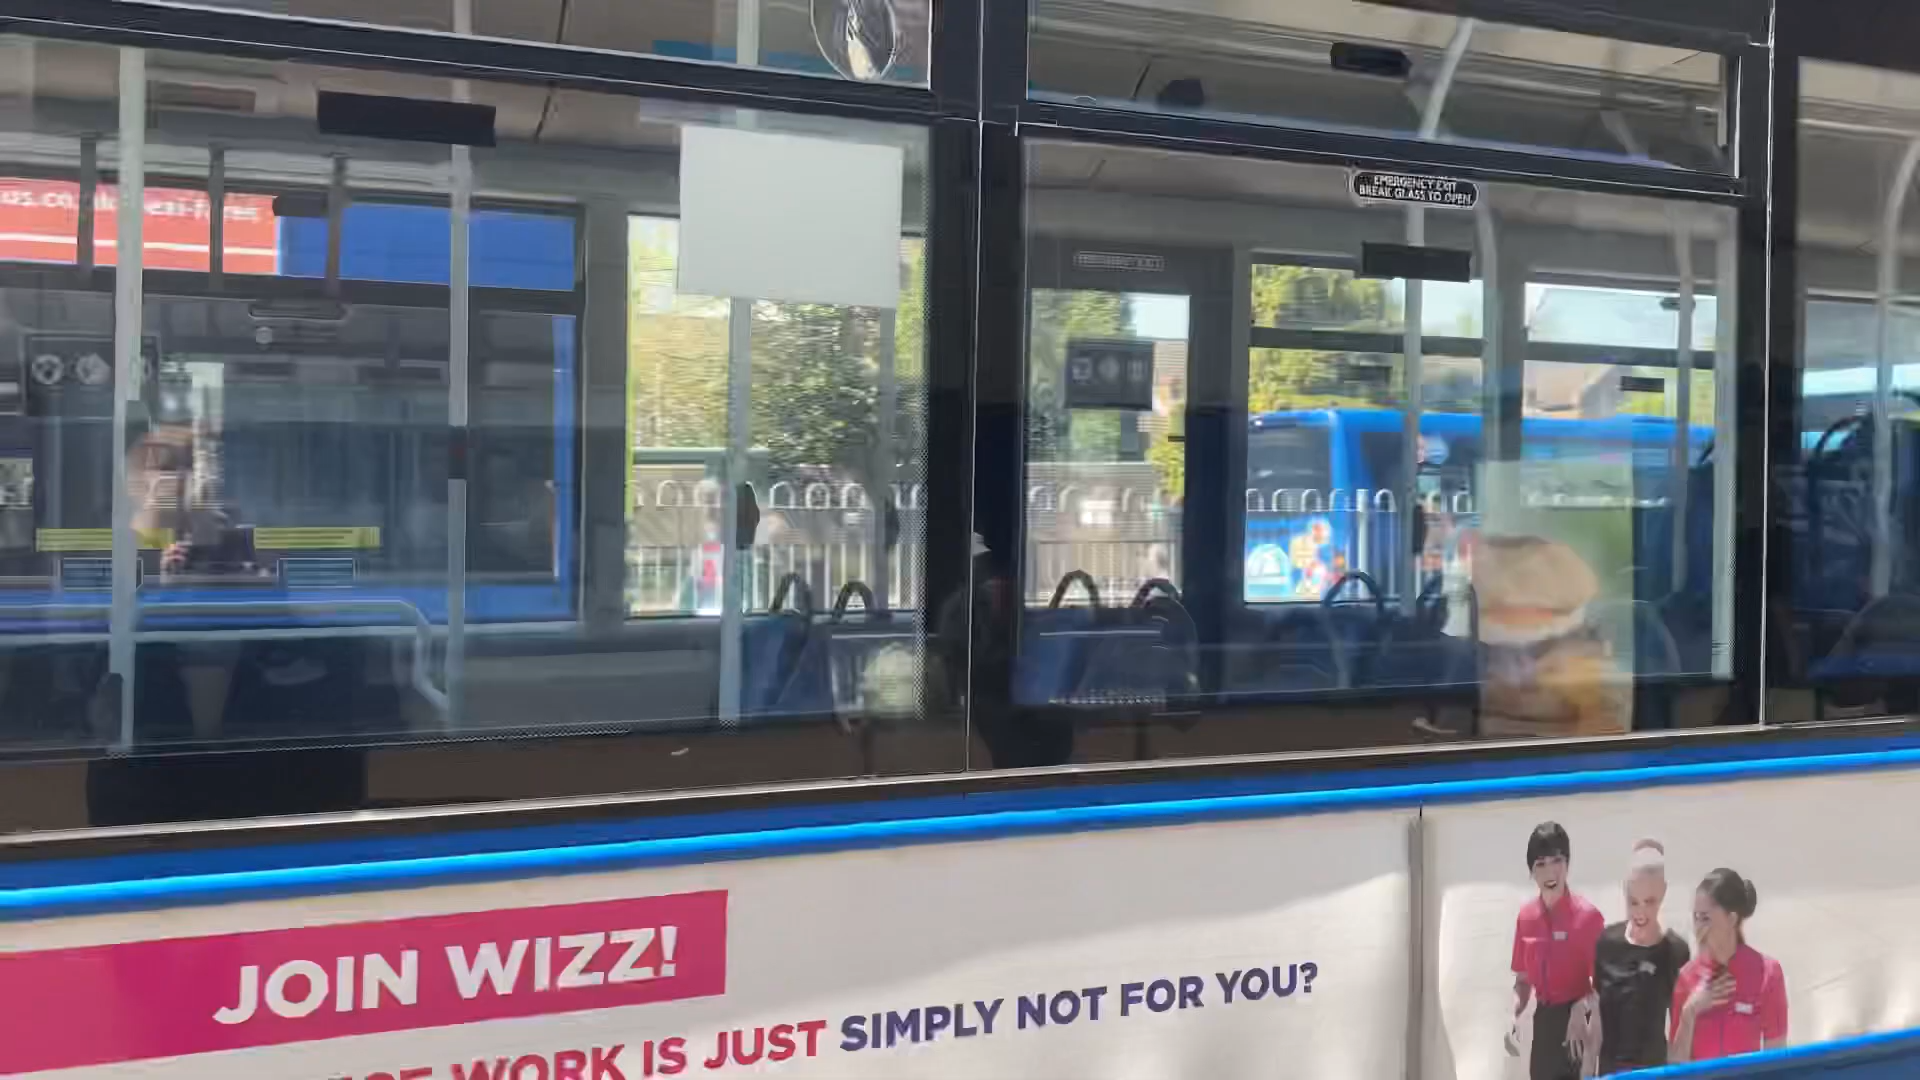 EMERGENCY EXIT
BREAK GLASS TO OPEN
JOIN WIZZ!
WORK IS JUST SIMPLY NOT FOR YOU?